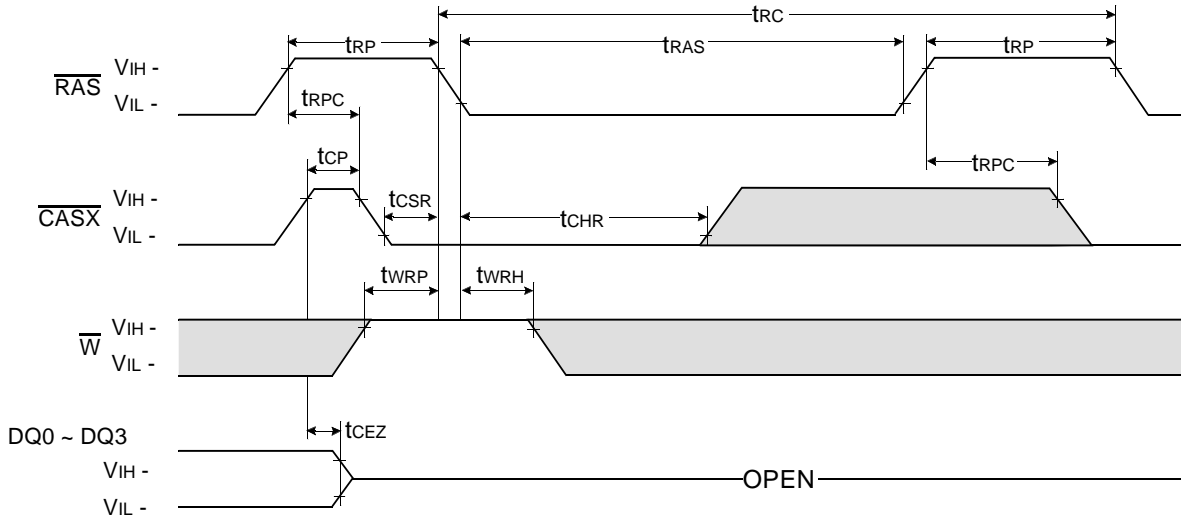 tRC
tRP tRAS tRP
RAS VIH -
VIL -
tRPC
tCP tRPC
CASX VIH -
VIL -
tCSR tCHR
tWRP tWRH
W VIH -
VIL -
tCEZ
DQ0 ~ DQ3
VIH -
VIL -
OPEN